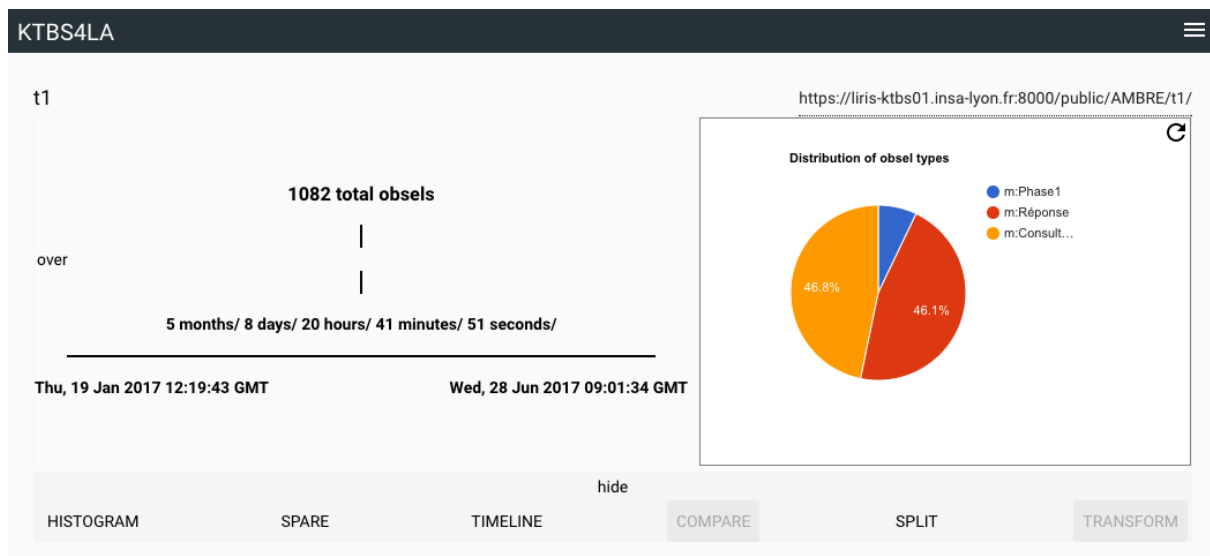 KTBS4LA
t1
https://liris-ktbs01.insa-lyon.fr:8000/public/AMBRE/t1/
1082 total obsels
over
5 months/ 8 days/ 20 hours/ 41 minutes/ 51 seconds/
Thu, 19 Jan 2017 12:19:43 GMT
Wed, 28 Jun 2017 09:01:34 GMT
Distribution of obsel types
m:Phase1
m:Réponse
m:Consult...
46.8%
46.1%
hide
HISTOGRAM
SPARE
TIMELINE
COMPARE
SPLIT
TRANSFORM